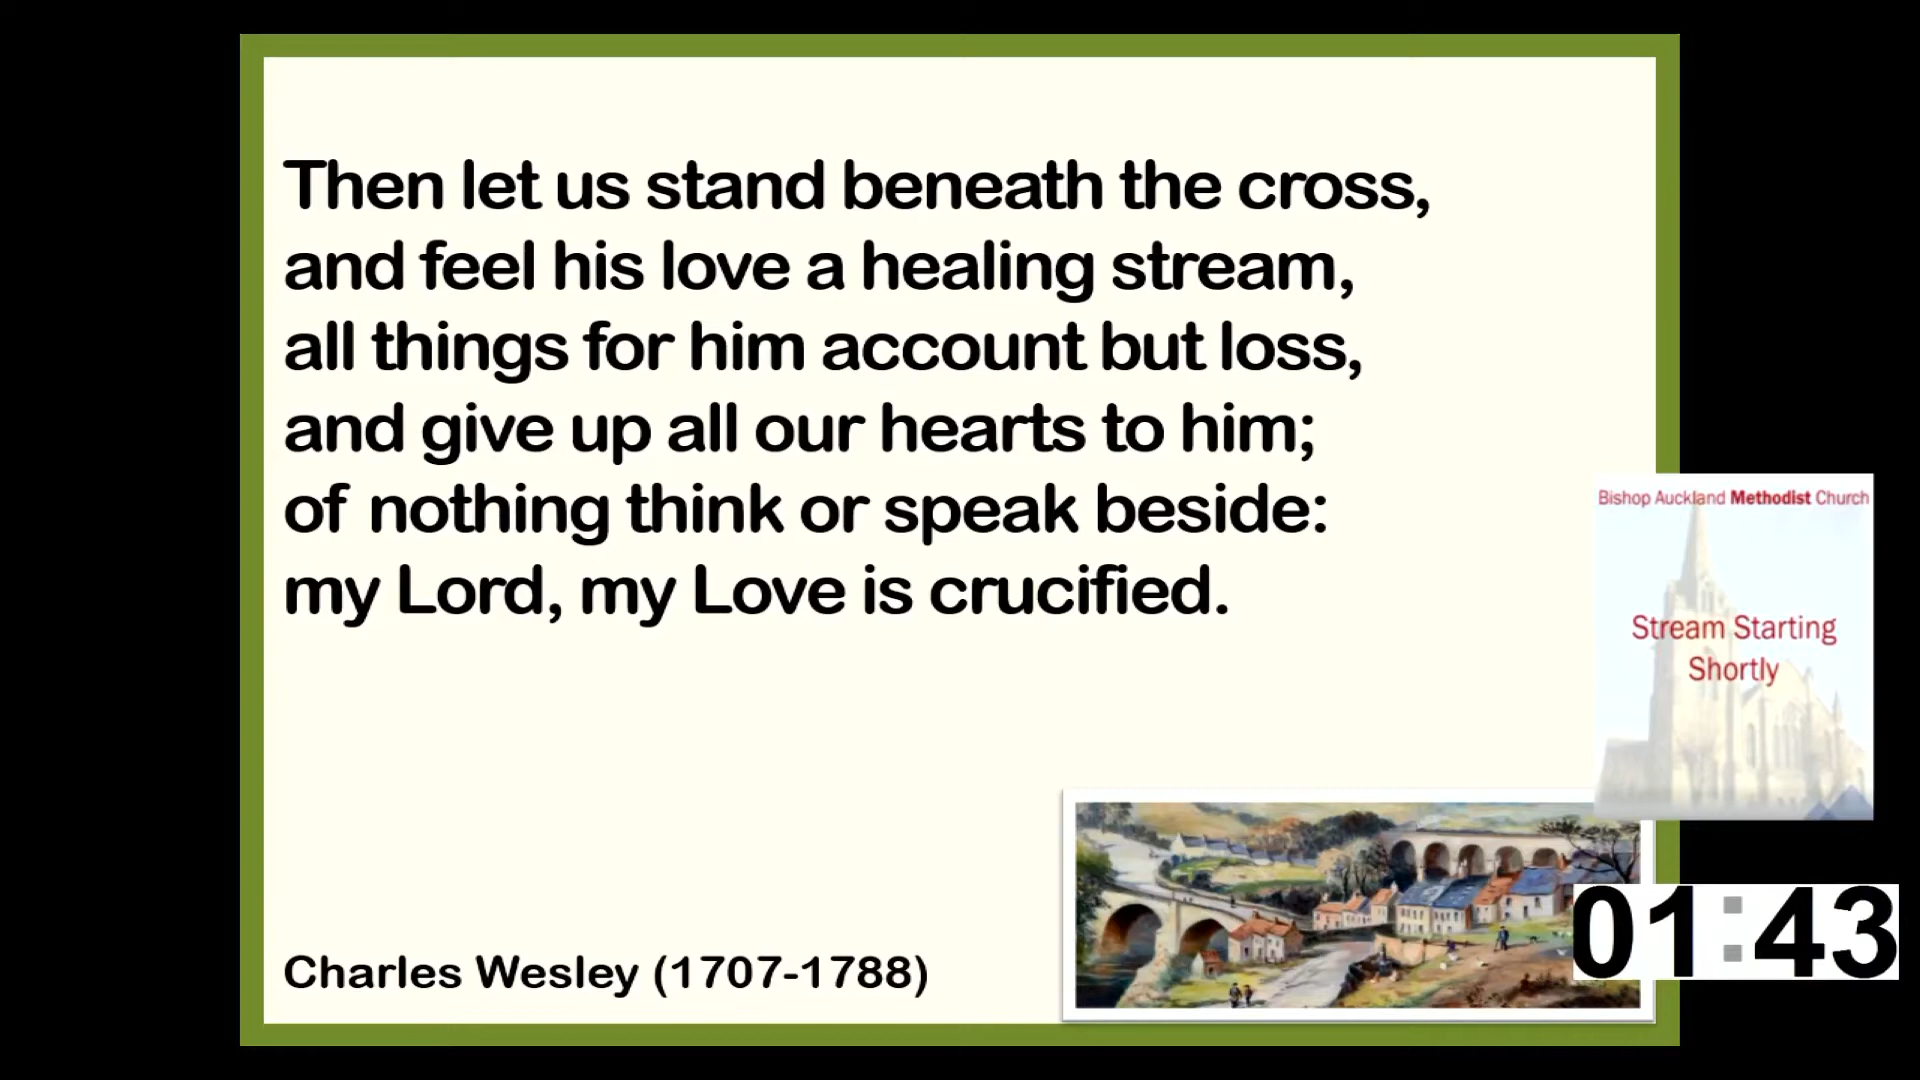 Then let us stand beneath the cross,
and feel his love a healing stream,
all things for him account but loss,
and give up all our hearts to him;
of nothing think or speak beside:
my Lord, my Love is crucified.
Charles Wesley (1707-1788)
Bishop Auckland Methodist Church
Stream Starting
Shortly
01:43